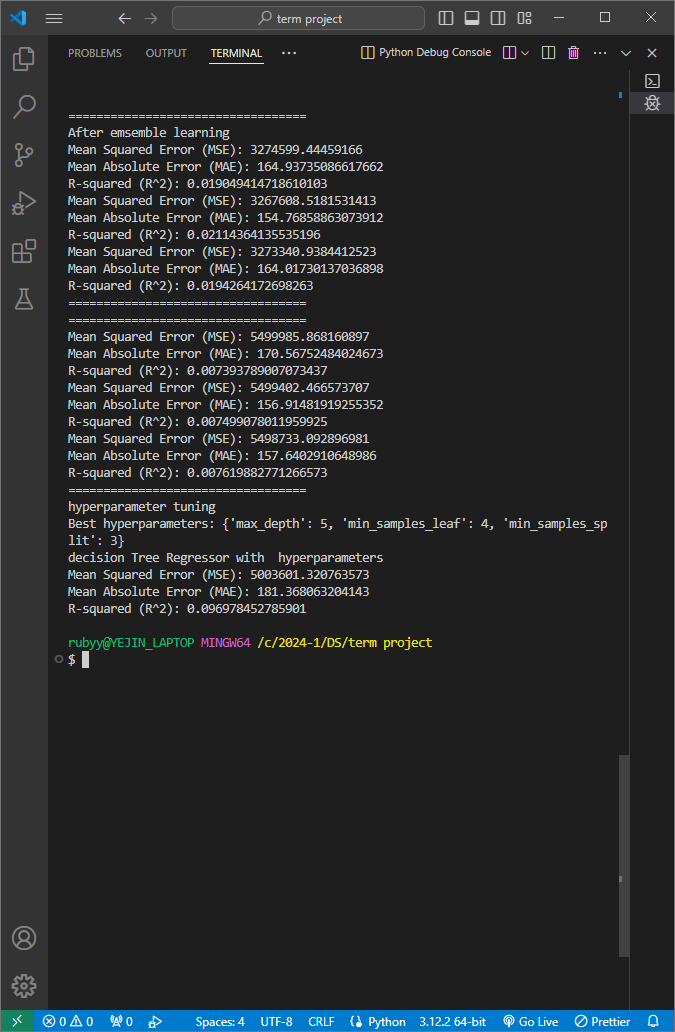 term project
PROBLEMS OUTPUT TERMINAL ··· Python Debug Console
=================================
After emsemble learning
Mean Squared Error (MSE): 3274599.44459166
Mean Absolute Error (MAE): 164.93735086617662
R-squared (R^2): 0.019049414718610103
Mean Squared Error (MSE): 3267608.5181531413
Mean Absolute Error (MAE): 154.76858863073912
R-squared (R^2): 0.02114364135535196
Mean Squared Error (MSE): 3273340.9384412523
Mean Absolute Error (MAE): 164.01730137036898
R-squared (R^2): 0.0194264172698263
=================================
=================================
Mean Squared Error (MSE): 5499985.868160897
Mean Absolute Error (MAE): 170.56752484024673
R-squared (R^2): 0.007393789007073437
Mean Squared Error (MSE): 5499402.466573707
Mean Absolute Error (MAE): 156.91481919255352
R-squared (R^2): 0.007499078011959925
Mean Squared Error (MSE): 5498733.092896981
Mean Absolute Error (MAE): 157.6402910648986
R-squared (R^2): 0.007619882771266573
=================================
hyperparameter tuning
Best hyperparameters: {'max_depth': 5, 'min_samples_leaf': 4, 'min_samples_sp
lit': 3}
decision Tree Regressor with  hyperparameters
Mean Squared Error (MSE): 5003601.320763573
Mean Absolute Error (MAE): 181.368063204143
R-squared (R^2): 0.096978452785901
rubyy@YEJIN_LAPTOP MINGW64 /c/2024-1/DS/term project
$
0 0 0 Spaces: 4 UTF-8 CRLF Python 3.12.2 64-bit Go Live Prettier